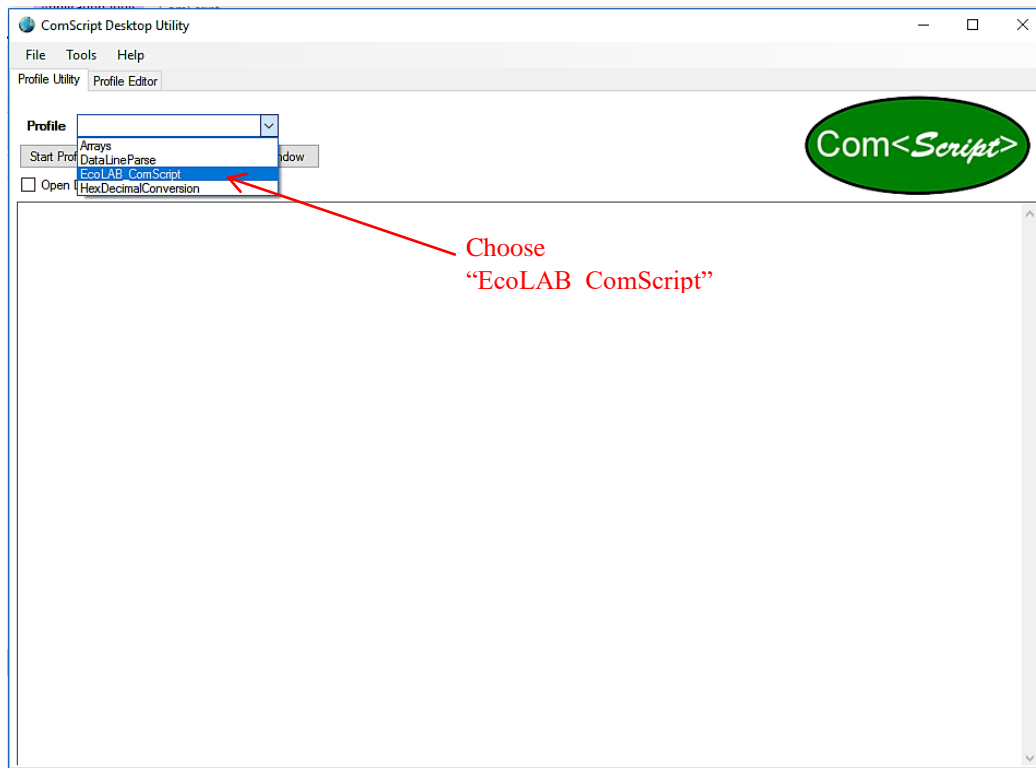 ComScript Desktop Utility
File Tools Help
Profile Utility Profile Editor
Profile
Arrays
DataLineParse
EcoLAB_ComScript
HexDecimalConversion
Start Prof
ndow
Open
Com<Script>
Choose
“EcoLAB ComScript”